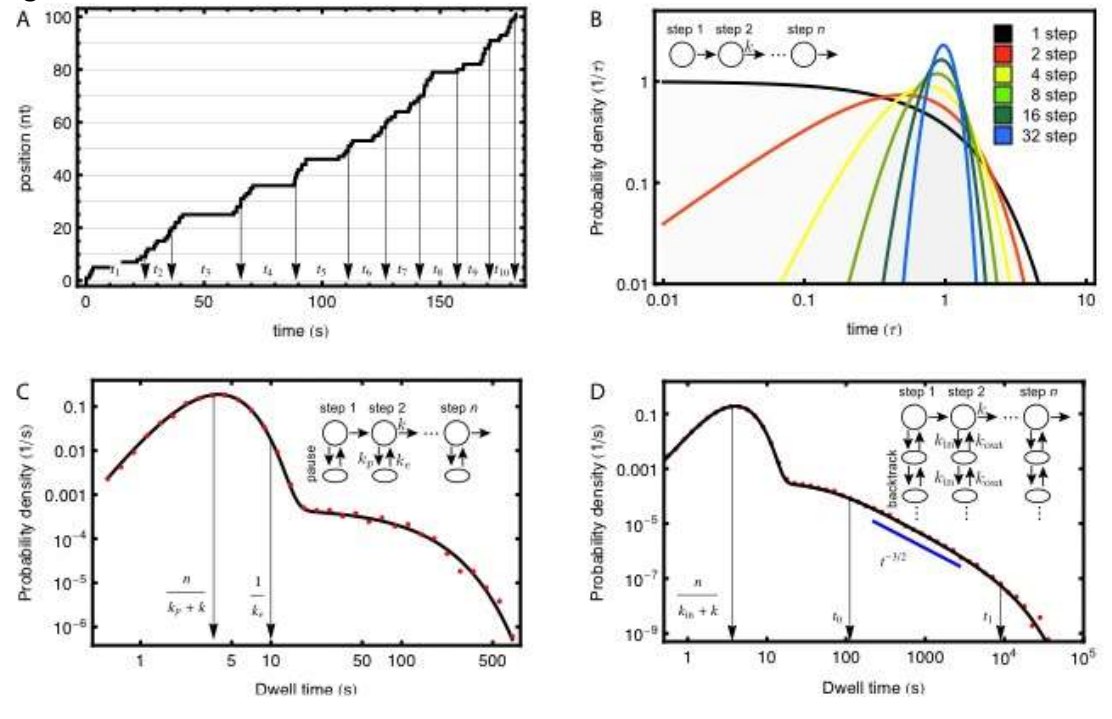 A
100
80
60
40
20
0
position (nt)
t₁ t₂ t₃ t₄ t₅ t₆ t₇ t₈ t₉ t₁₀
0 50 100 150
time (s)
B
step 1 step 2 step n
k
1 step
2 step
4 step
8 step
16 step
32 step
1
0.1
0.01
Probability density (1/τ)
0.01 0.1 1 10
time (τ)
C
0.1
0.01
0.001
10⁻⁴
10⁻⁵
10⁻⁶
Probability density (1/s)
step 1 step 2 step n
k
pause
kₚ kₑ
n
kₚ + k
1
kₑ
1 5 10 50 100 500
Dwell time (s)
D
0.1
0.001
10⁻⁵
10⁻⁷
10⁻⁹
Probability density (1/s)
step 1 step 2 step n
k
kin kout
kin kout
backtrack
t⁻³/²
n
kin + k
t₀
t₁
1 10 100 1000 10⁴ 10⁵
Dwell time (s)